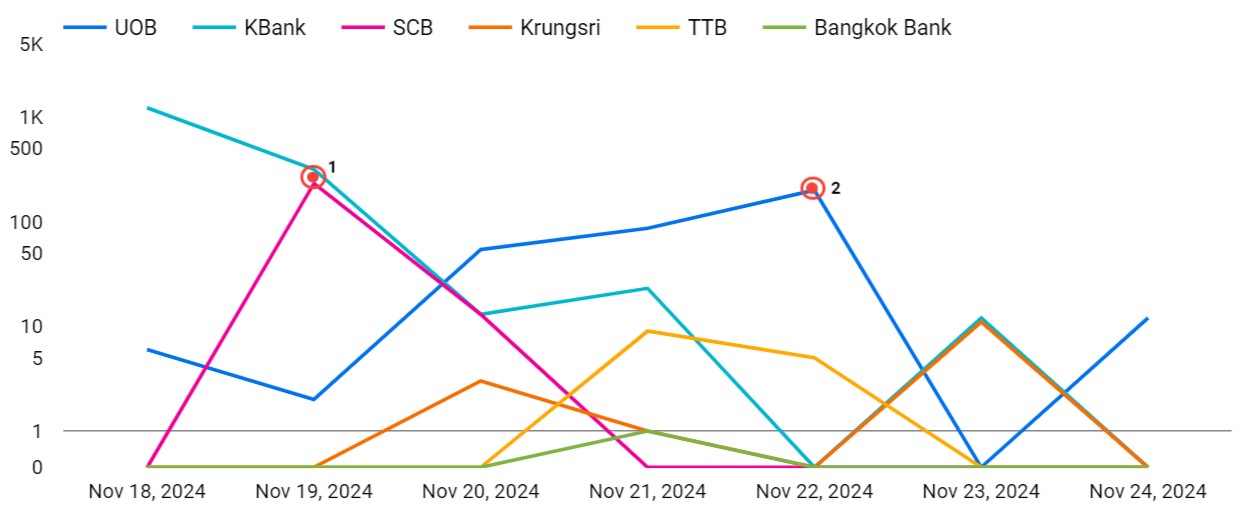 UOB KBank SCB Krungsri TTB Bangkok Bank
5K
1K
500
100
50
10
5
1
0
1
2
Nov 18, 2024 Nov 19, 2024 Nov 20, 2024 Nov 21, 2024 Nov 22, 2024 Nov 23, 2024 Nov 24, 2024